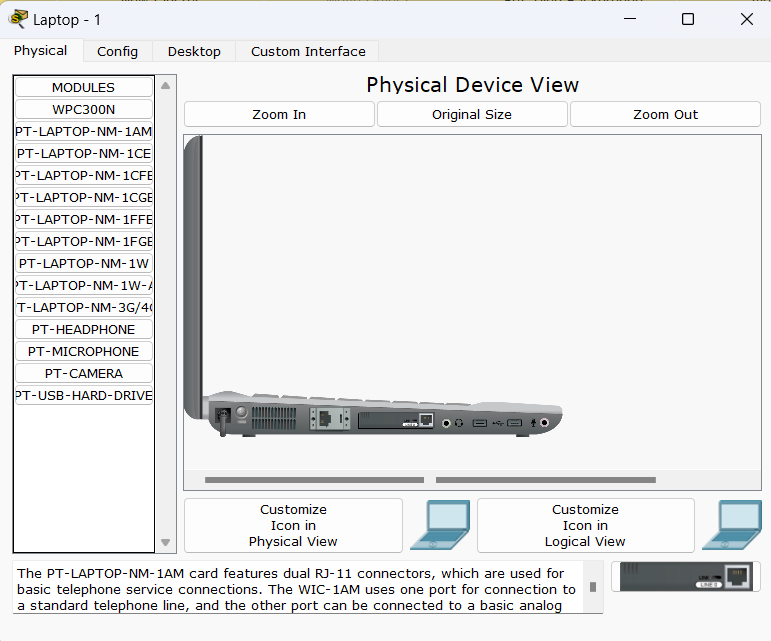 Laptop - 1
Physical
Config
Desktop
Custom Interface
MODULES
WPC300N
PT-LAPTOP-NM-1AM
PT-LAPTOP-NM-1CE
PT-LAPTOP-NM-1CFE
PT-LAPTOP-NM-1CGE
PT-LAPTOP-NM-1FFE
PT-LAPTOP-NM-1FGE
PT-LAPTOP-NM-1W
PT-LAPTOP-NM-1W-A
PT-LAPTOP-NM-3G/4G
PT-HEADPHONE
PT-MICROPHONE
PT-CAMERA
PT-USB-HARD-DRIVE
Physical Device View
Zoom In
Original Size
Zoom Out
Customize
Icon in
Physical View
Customize
Icon in
Logical View
The PT-LAPTOP-NM-1AM card features dual RJ-11 connectors, which are used for
basic telephone service connections. The WIC-1AM uses one port for connection to
a standard telephone line, and the other port can be connected to a basic analog